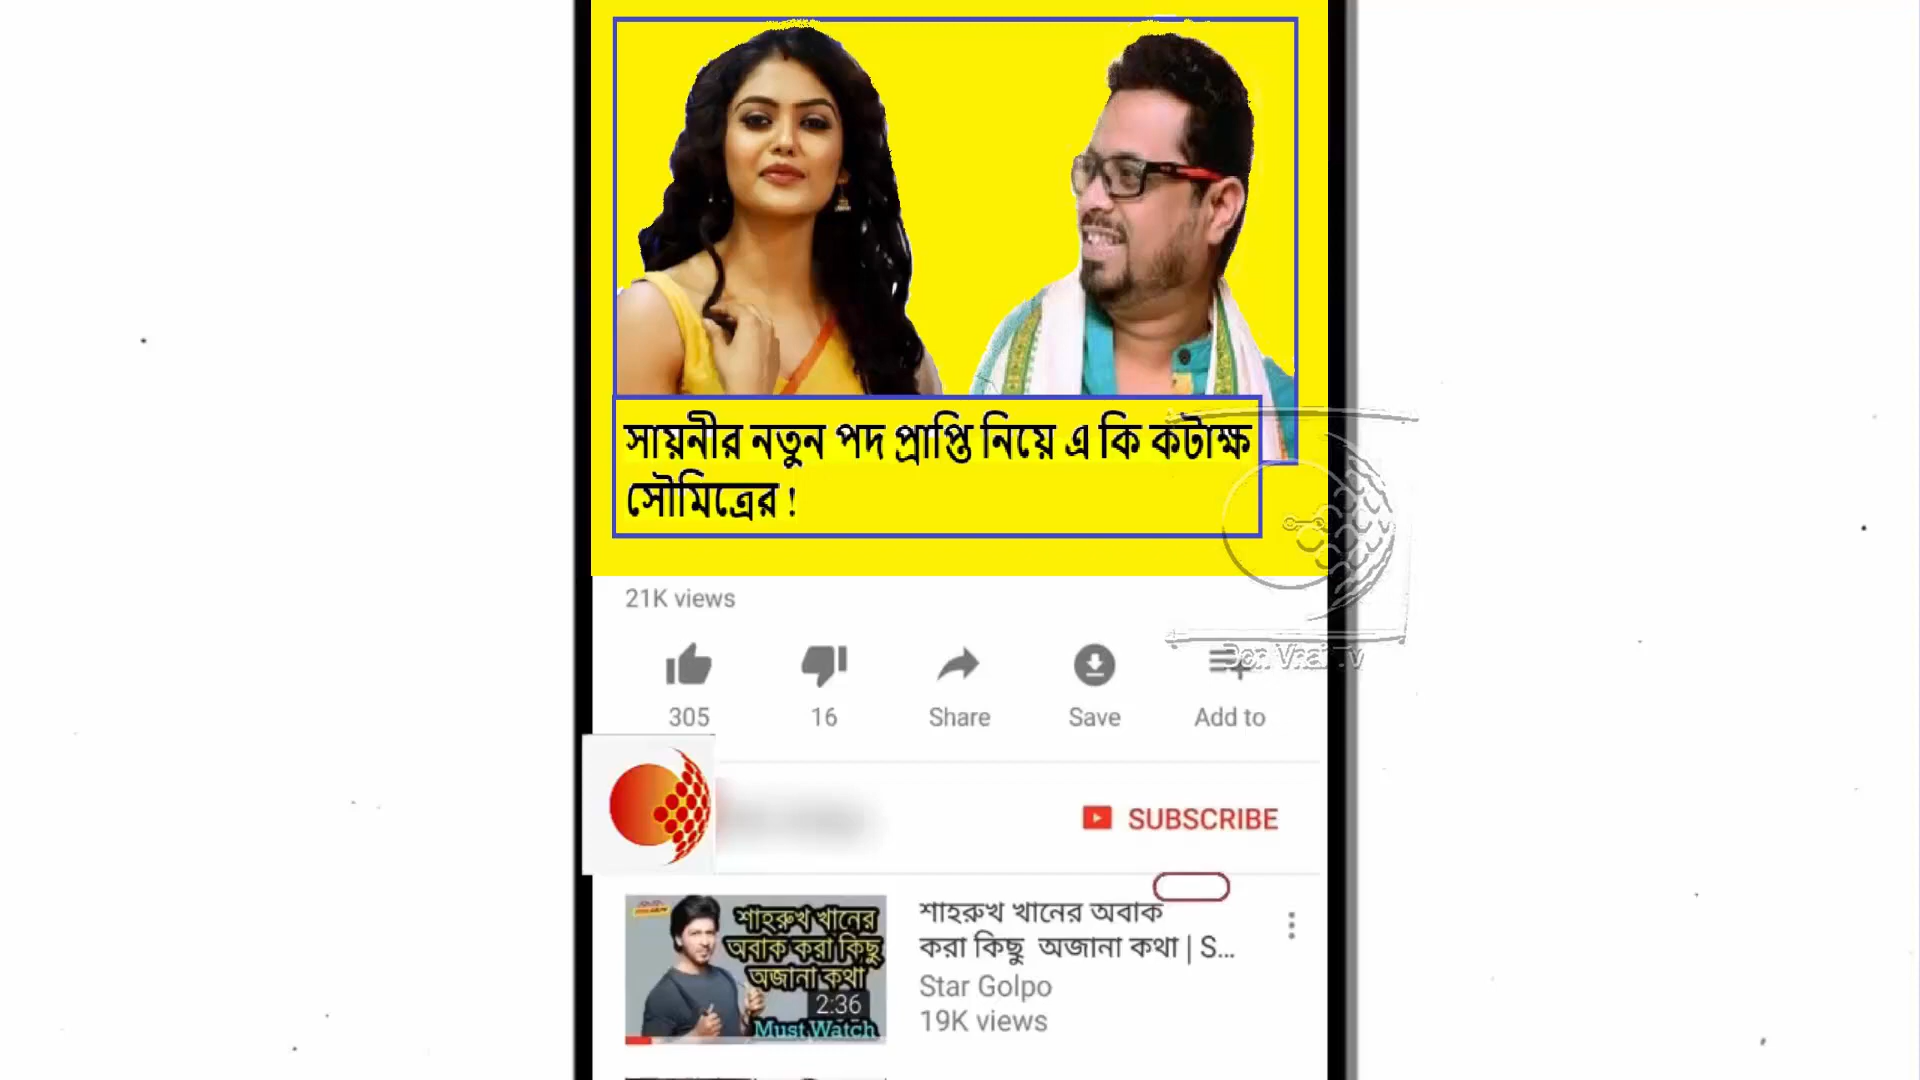 সায়নীর নতুন পদ প্রাপ্তি নিয়ে এ কি কটাক্ষ
সৌমিত্রের !
21K views
305
16
Share
Save
Add to
SUBSCRIBE
শাহরুখ খানের
অবাক করা কিছু
অজানা কথা
2:36
Must Watch
শাহরুখ খানের অবাক
করা কিছু অজানা কথা | S...
Star Golpo
19K views